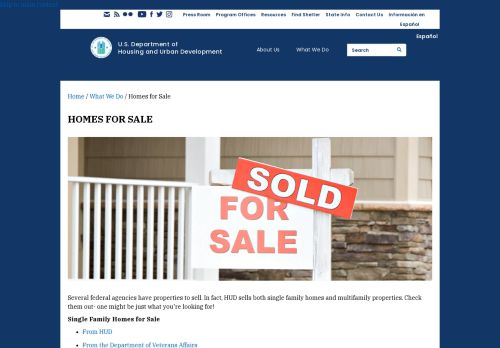 Skip to main content
Press Room Program Offices Resources Find Shelter State Info Contact Us Información en
Español
Español
U.S. Department of
Housing and Urban Development
About Us What We Do
Search
Home / What We Do / Homes for Sale
HOMES FOR SALE
SOLD
FOR
SALE
Several federal agencies have properties to sell. In fact, HUD sells both single family homes and multifamily properties. Check
them out- one might be just what you're looking for!
Single Family Homes for Sale
From HUD
From the Department of Veterans Affairs